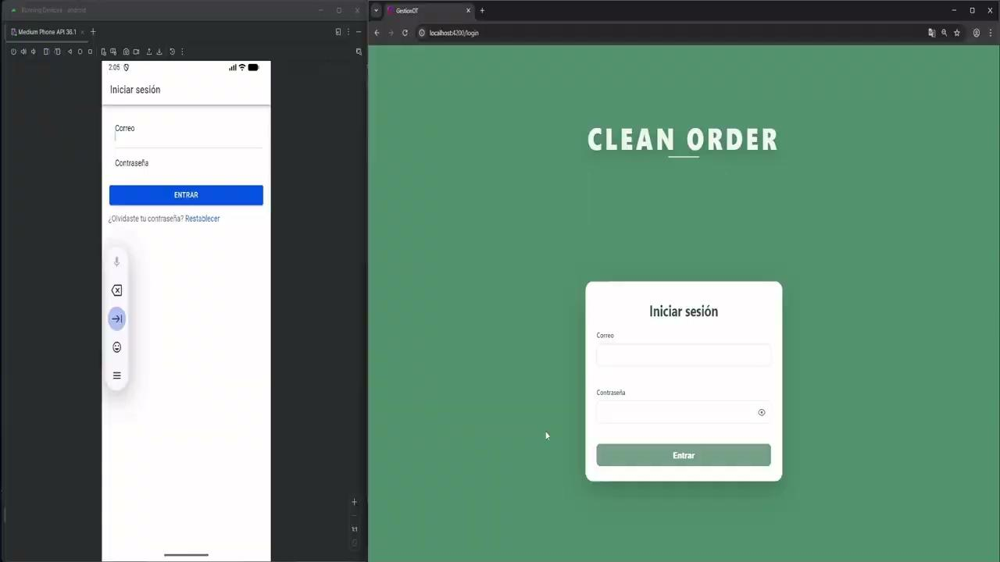 Running Devices - android
Medium Phone API 36.1
2:05
Iniciar sesión
Correo
Contraseña
ENTRAR
¿Olvidaste tu contraseña? Restablecer
1:1
GestionOT
localhost:4200/login
CLEAN ORDER
Iniciar sesión
Correo
Contraseña
Entrar